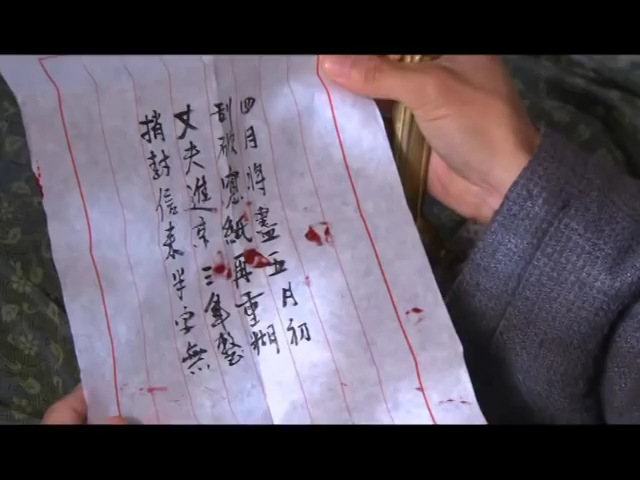 四月將盡五月初
刮破窗紙再重糊
丈夫進京三年整
捎封信來半字無